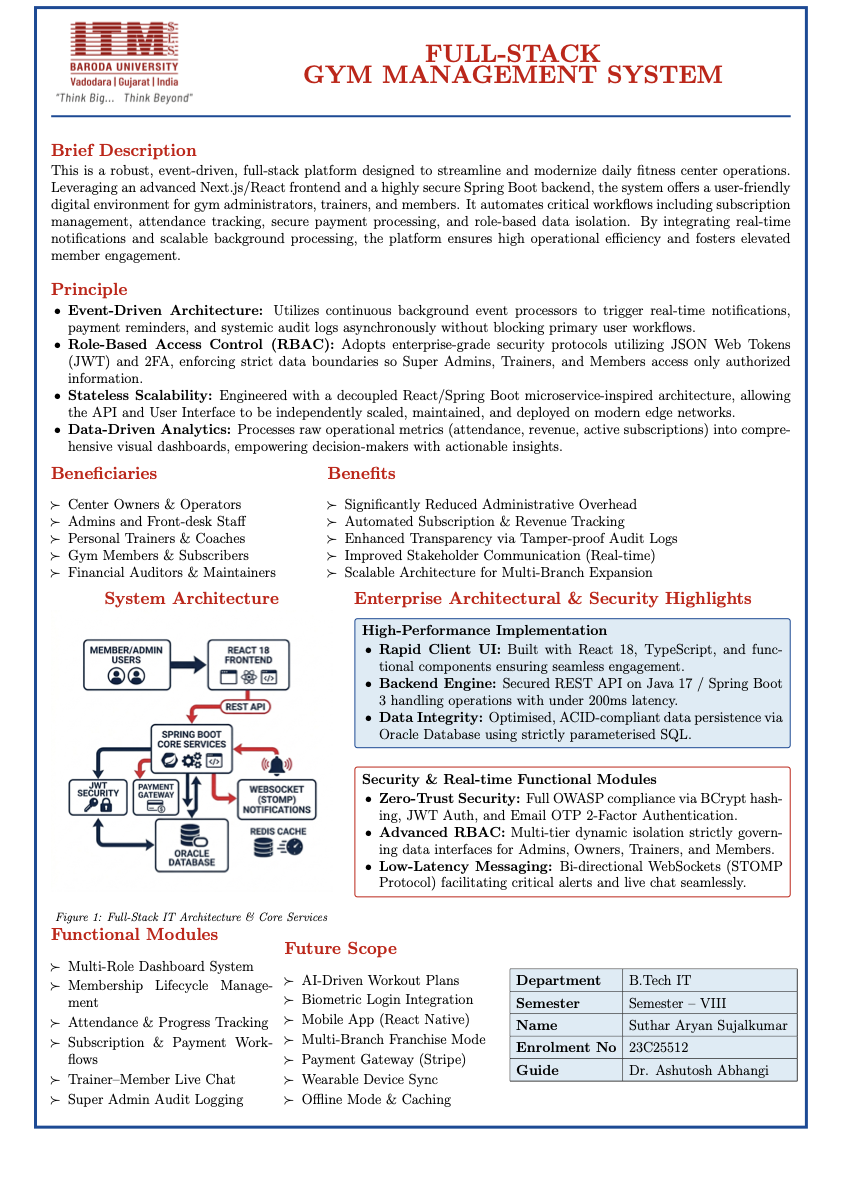 ITM
SLS
BARODA UNIVERSITY
Vadodara | Gujarat | India
"Think Big... Think Beyond"
FULL-STACK
GYM MANAGEMENT SYSTEM
Brief Description
This is a robust, event-driven, full-stack platform designed to streamline and modernize daily fitness center operations.
Leveraging an advanced Next.js/React frontend and a highly secure Spring Boot backend, the system offers a user-friendly
digital environment for gym administrators, trainers, and members. It automates critical workflows including subscription
management, attendance tracking, secure payment processing, and role-based data isolation. By integrating real-time
notifications and scalable background processing, the platform ensures high operational efficiency and fosters elevated
member engagement.
Principle
• Event-Driven Architecture: Utilizes continuous background event processors to trigger real-time notifications,
payment reminders, and systemic audit logs asynchronously without blocking primary user workflows.
• Role-Based Access Control (RBAC): Adopts enterprise-grade security protocols utilizing JSON Web Tokens
(JWT) and 2FA, enforcing strict data boundaries so Super Admins, Trainers, and Members access only authorized
information.
• Stateless Scalability: Engineered with a decoupled React/Spring Boot microservice-inspired architecture, allowing
the API and User Interface to be independently scaled, maintained, and deployed on modern edge networks.
• Data-Driven Analytics: Processes raw operational metrics (attendance, revenue, active subscriptions) into compre-
hensive visual dashboards, empowering decision-makers with actionable insights.
Beneficiaries
≻ Center Owners & Operators
≻ Admins and Front-desk Staff
≻ Personal Trainers & Coaches
≻ Gym Members & Subscribers
≻ Financial Auditors & Maintainers
Benefits
≻ Significantly Reduced Administrative Overhead
≻ Automated Subscription & Revenue Tracking
≻ Enhanced Transparency via Tamper-proof Audit Logs
≻ Improved Stakeholder Communication (Real-time)
≻ Scalable Architecture for Multi-Branch Expansion
System Architecture
MEMBER/ADMIN
USERS
REACT 18
FRONTEND
REST API
SPRING BOOT
CORE SERVICES
JWT
SECURITY
PAYMENT
GATEWAY
WEBSOCKET
(STOMP)
NOTIFICATIONS
REDIS CACHE
ORACLE
DATABASE
Figure 1: Full-Stack IT Architecture & Core Services
Enterprise Architectural & Security Highlights
High-Performance Implementation
• Rapid Client UI: Built with React 18, TypeScript, and func-
tional components ensuring seamless engagement.
• Backend Engine: Secured REST API on Java 17 / Spring Boot
3 handling operations with under 200ms latency.
• Data Integrity: Optimised, ACID-compliant data persistence via
Oracle Database using strictly parameterised SQL.
Security & Real-time Functional Modules
• Zero-Trust Security: Full OWASP compliance via BCrypt hash-
ing, JWT Auth, and Email OTP 2-Factor Authentication.
• Advanced RBAC: Multi-tier dynamic isolation strictly govern-
ing data interfaces for Admins, Owners, Trainers, and Members.
• Low-Latency Messaging: Bi-directional WebSockets (STOMP
Protocol) facilitating critical alerts and live chat seamlessly.
Functional Modules
≻ Multi-Role Dashboard System
≻ Membership Lifecycle Manage-
ment
≻ Attendance & Progress Tracking
≻ Subscription & Payment Work-
flows
≻ Trainer–Member Live Chat
≻ Super Admin Audit Logging
Future Scope
≻ AI-Driven Workout Plans
≻ Biometric Login Integration
≻ Mobile App (React Native)
≻ Multi-Branch Franchise Mode
≻ Payment Gateway (Stripe)
≻ Wearable Device Sync
≻ Offline Mode & Caching
Department B.Tech IT
Semester Semester – VIII
Name Suthar Aryan Sujalkumar
Enrolment No 23C25512
Guide Dr. Ashutosh Abhangi